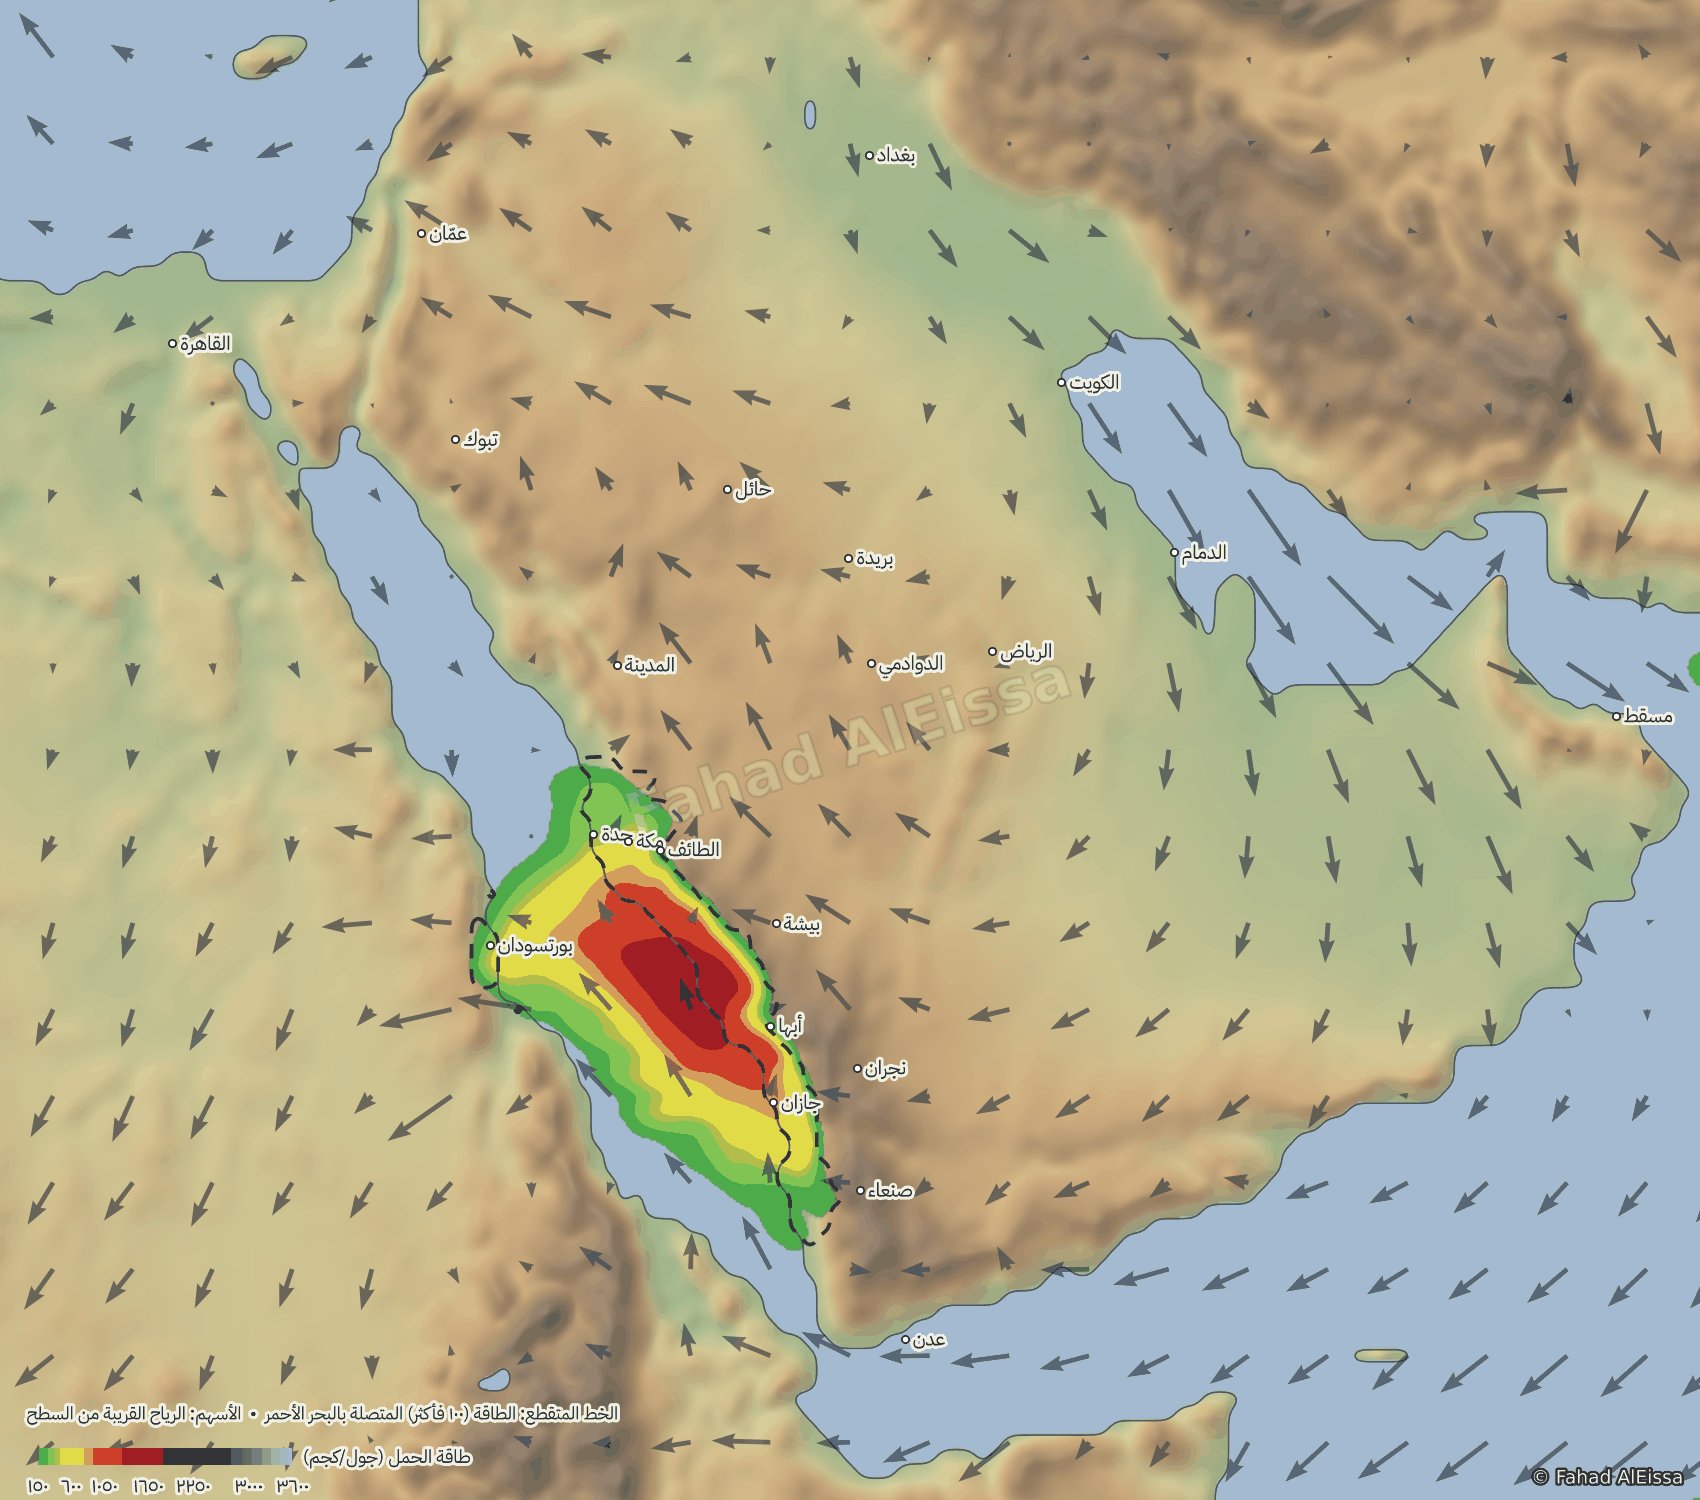 بغداد
عمّان
القاهرة
الكويت
تبوك
حائل
الدمام
بريدة
الرياض
الدوادمي
المدينة
مسقط
Fahad AlEissa
جدة
مكة
الطائف
بيشة
بورتسودان
أبها
نجران
جازان
صنعاء
عدن
الخط المتقطع: الطاقة (١٠٠ فأكثر) المتصلة بالبحر الأحمر • الأسهم: الرياح القريبة من السطح
طاقة الحمل (جول/كجم)
١٥٠ ٦٠٠ ١٠٥٠ ١٦٥٠ ٢٢٥٠ ٣٠٠٠ ٣٦٠٠
© Fahad AlEissa